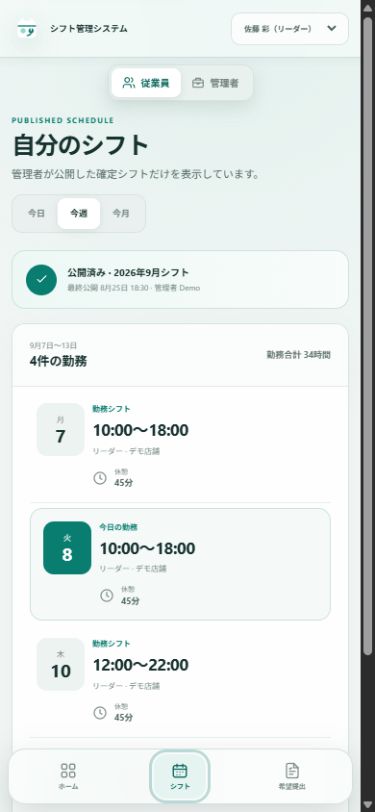 シフト管理システム
佐藤 彩（リーダー）
従業員
管理者
PUBLISHED SCHEDULE
自分のシフト
管理者が公開した確定シフトだけを表示しています。
今日
今週
今月
公開済み · 2026年9月シフト
最終公開 8月25日 18:30 · 管理者 Demo
9月7日〜13日
4件の勤務
勤務合計 34時間
月
7
勤務シフト
10:00〜18:00
リーダー · デモ店舗
休憩
45分
火
8
今日の勤務
10:00〜18:00
リーダー · デモ店舗
休憩
45分
木
10
勤務シフト
12:00〜22:00
リーダー · デモ店舗
休憩
45分
ホーム
シフト
希望提出